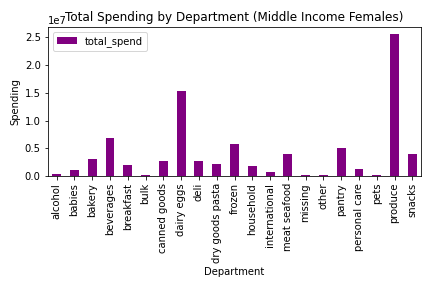 Total Spending by Department (Middle Income Females)
1e7
total_spend
2.5
2.0
1.5
1.0
0.5
0.0
Spending
alcohol
babies
bakery
beverages
breakfast
bulk
canned goods
dairy eggs
deli
dry goods pasta
frozen
household
international
meat seafood
missing
other
pantry
personal care
pets
produce
snacks
Department